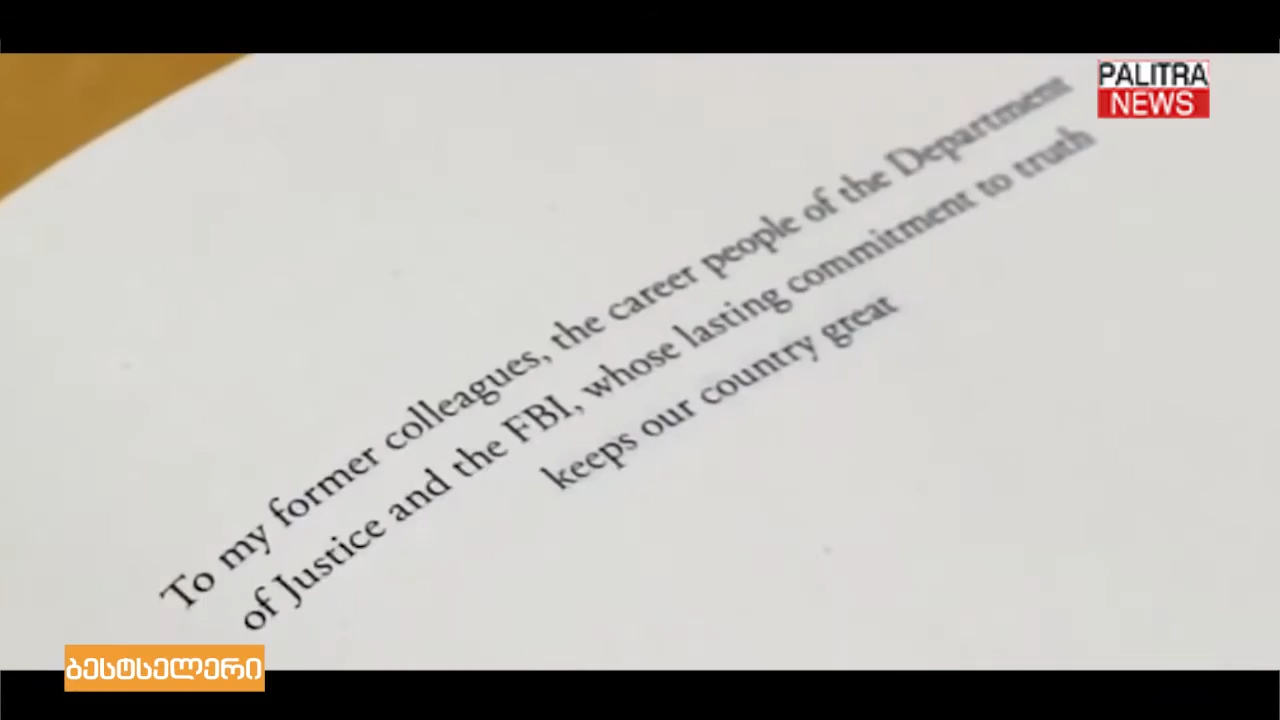 PALITRA
NEWS
To my former colleagues, the career people of the Department
of Justice and the FBI, whose lasting commitment to truth
keeps our country great
ბესტსელერი